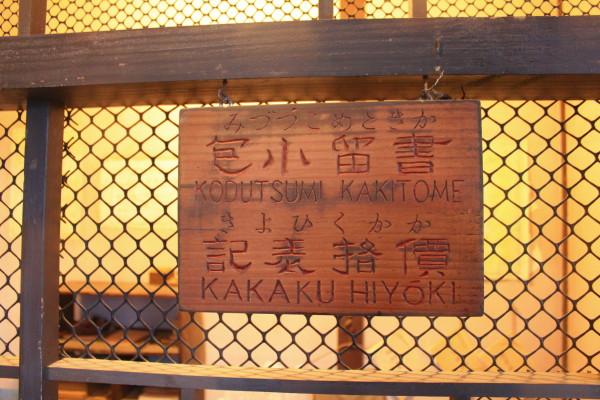 かきとめこづつみ
書留小包
KODUTSUMI KAKITOME
かかくひよき
價格表記
KAKAKU HIYŌKI